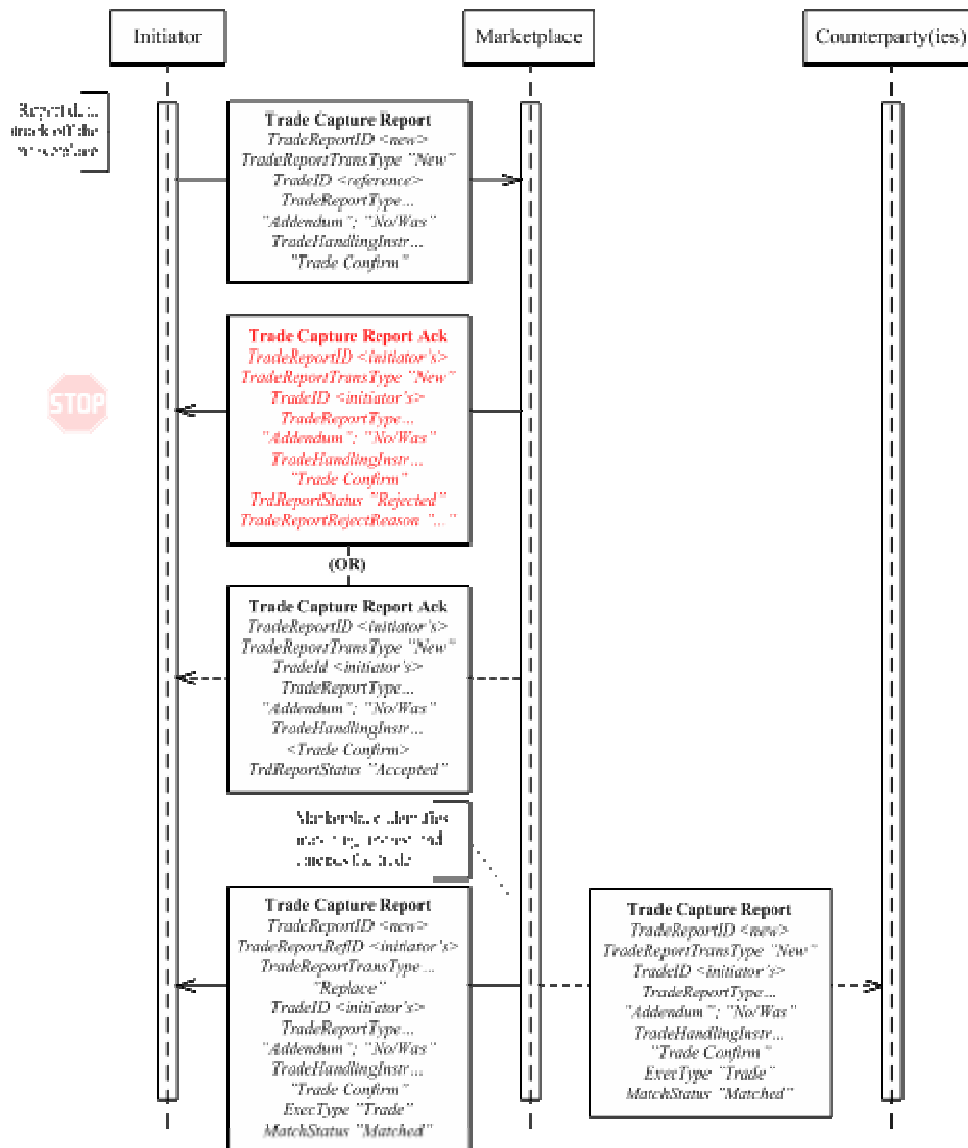 Initiator
Marketplace
Counterparty(ies)
Trade Capture Report
TradeReportID <new>
TradeReportTransType "New"
TradeID <reference>
TradeReportType...
"Addendum"; "No/Was"
TradeHandlingInstr...
"Trade Confirm"
Trade Capture Report Ack
TradeReportID <initiator's>
TradeReportTransType "New"
TradeID <initiator's>
TradeReportType...
"Addendum"; "No/Was"
TradeHandlingInstr...
"Trade Confirm"
TrdReportStatus "Rejected"
TradeReportRejectReason "..."
STOP
(OR)
Trade Capture Report Ack
TradeReportID <initiator's>
TradeReportTransType "New"
TradeId <initiator's>
TradeReportType...
"Addendum"; "No/Was"
TradeHandlingInstr...
<Trade Confirm>
TrdReportStatus "Accepted"
Trade Capture Report
TradeReportID <new>
TradeReportRefID <initiator's>
TradeReportTransType ...
"Replace"
TradeID <initiator's>
TradeReportType...
"Addendum"; "No/Was"
TradeHandlingInstr...
"Trade Confirm"
ExecType "Trade"
MatchStatus "Matched"
Trade Capture Report
TradeReportID <new>
TradeReportTransType "New"
TradeID <initiator's>
TradeReportType...
"Addendum"; "No/Was"
TradeHandlingInstr...
"Trade Confirm"
ExecType "Trade"
MatchStatus "Matched"